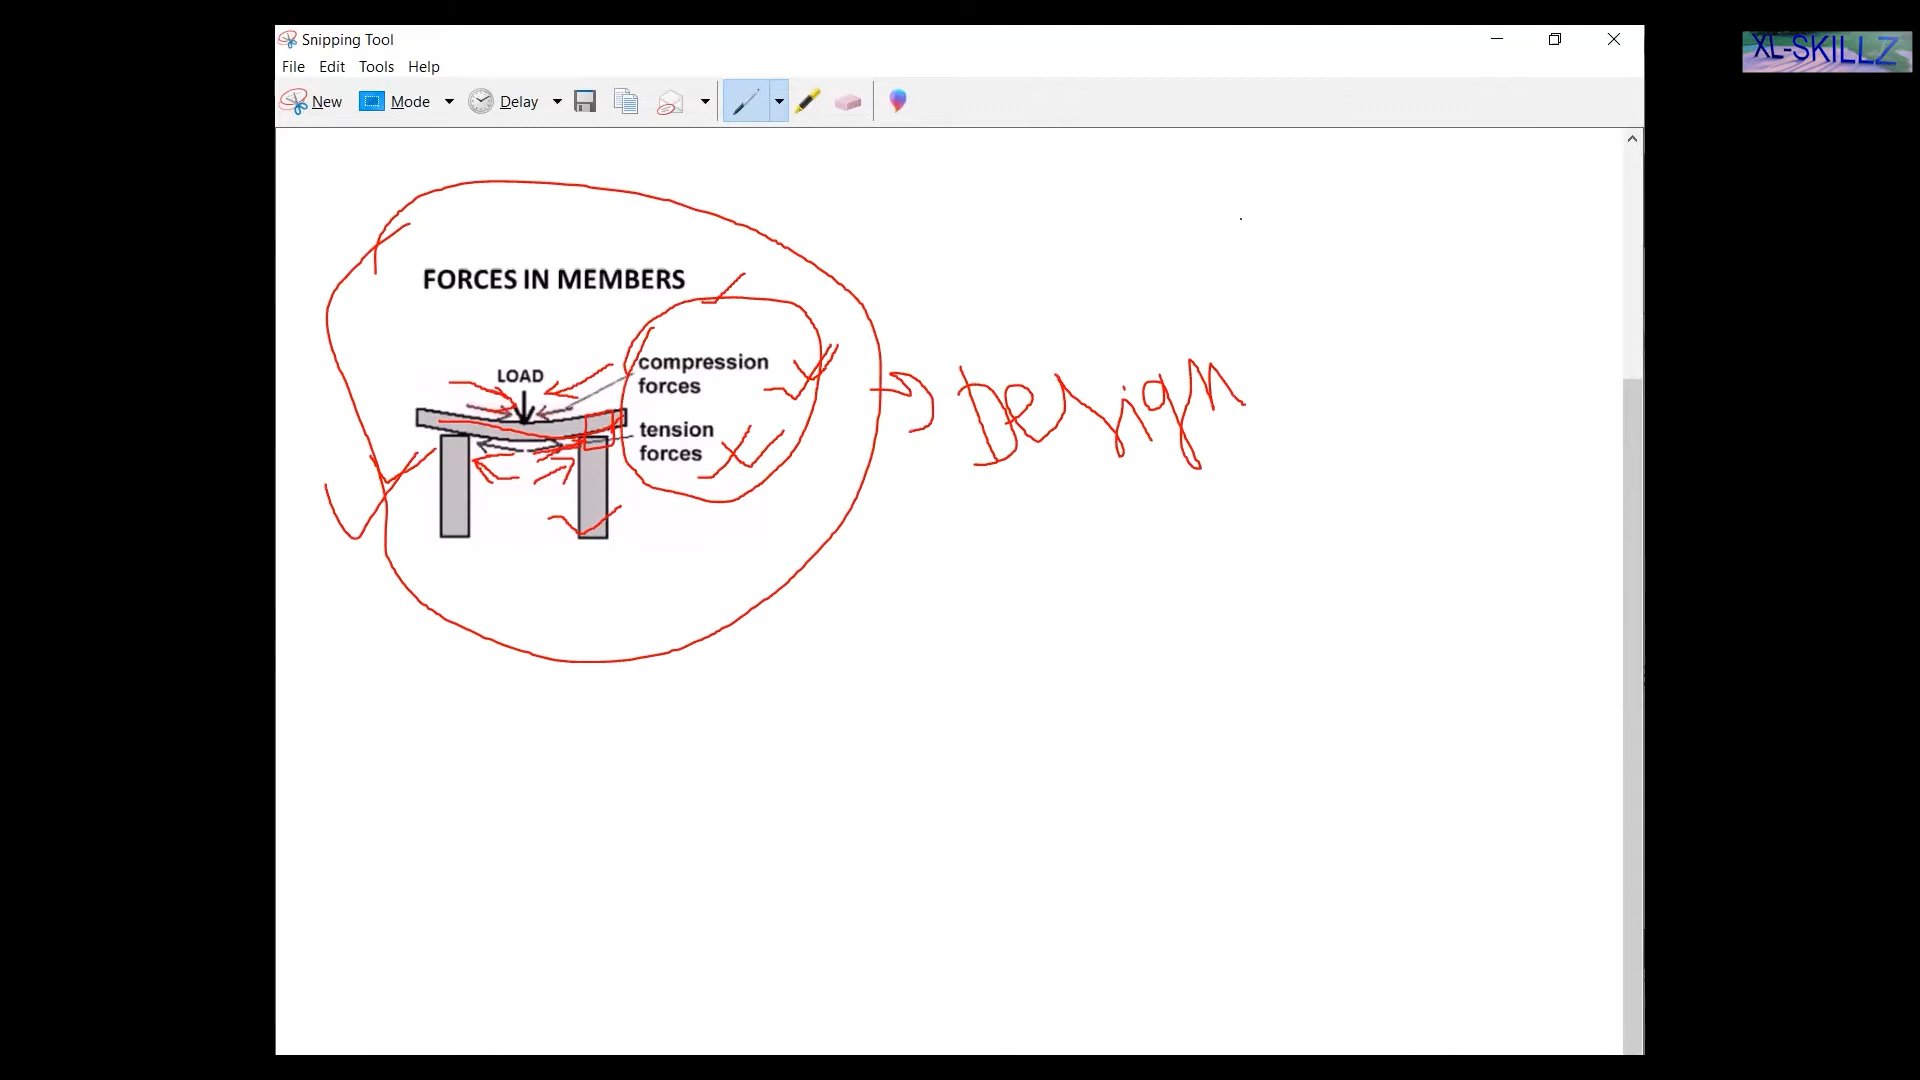 Snipping Tool
XL-SKILLZ
File Edit Tools Help
New Mode Delay
FORCES IN MEMBERS
LOAD
compression
forces
tension
forces
Design